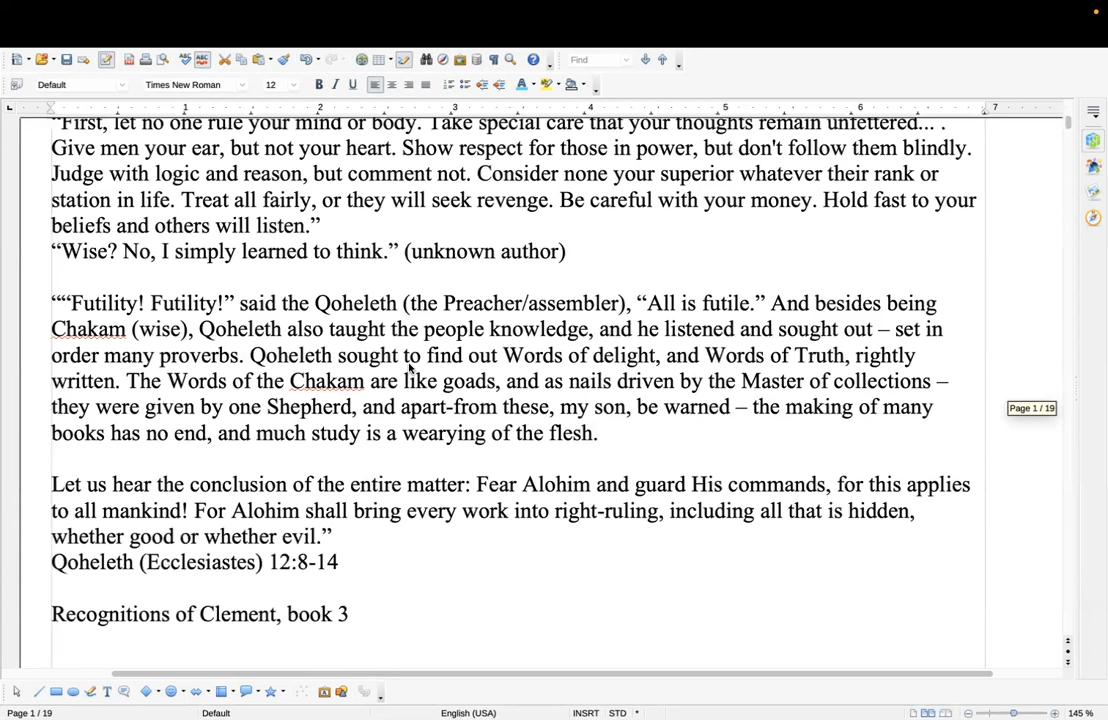 Find
Default
Times New Roman
12
B I U
1 2 3 4 5 6 7
“First, let no one rule your mind or body. Take special care that your thoughts remain unfettered... .
Give men your ear, but not your heart. Show respect for those in power, but don't follow them blindly.
Judge with logic and reason, but comment not. Consider none your superior whatever their rank or
station in life. Treat all fairly, or they will seek revenge. Be careful with your money. Hold fast to your
beliefs and others will listen.”
“Wise? No, I simply learned to think.” (unknown author)
““Futility! Futility!” said the Qoheleth (the Preacher/assembler), “All is futile.” And besides being
Chakam (wise), Qoheleth also taught the people knowledge, and he listened and sought out – set in
order many proverbs. Qoheleth sought to find out Words of delight, and Words of Truth, rightly
written. The Words of the Chakam are like goads, and as nails driven by the Master of collections –
they were given by one Shepherd, and apart-from these, my son, be warned – the making of many
books has no end, and much study is a wearying of the flesh.
Page 1 / 19
Let us hear the conclusion of the entire matter: Fear Alohim and guard His commands, for this applies
to all mankind! For Alohim shall bring every work into right-ruling, including all that is hidden,
whether good or whether evil.”
Qoheleth (Ecclesiastes) 12:8-14
Recognitions of Clement, book 3
Page 1 / 19
Default
English (USA)
INSRT
STD
*
145 %